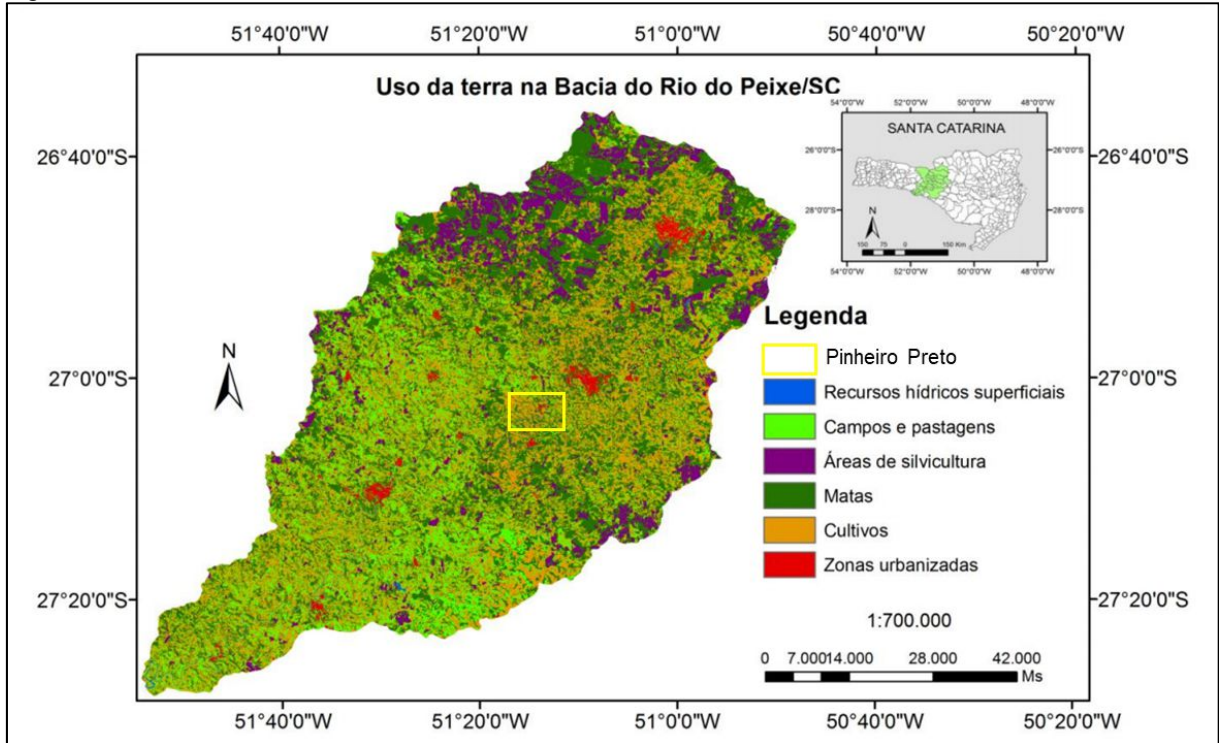 51°40'0"W 51°20'0"W 51°0'0"W 50°40'0"W 50°20'0"W
Uso da terra na Bacia do Rio do Peixe/SC
54°0'0"W 52°0'0"W 50°0'0"W 48°0'0"W
SANTA CATARINA
26°0'0"S 26°0'0"S
28°0'0"S 28°0'0"S
N
150 75 0 150 Km
54°0'0"W 52°0'0"W 50°0'0"W 48°0'0"W
26°40'0"S 26°40'0"S
27°0'0"S 27°0'0"S
27°20'0"S 27°20'0"S
N
Legenda
Pinheiro Preto
Recursos hídricos superficiais
Campos e pastagens
Áreas de silvicultura
Matas
Cultivos
Zonas urbanizadas
1:700.000
0 7.00014.000 28.000 42.000
Ms
51°40'0"W 51°20'0"W 51°0'0"W 50°40'0"W 50°20'0"W